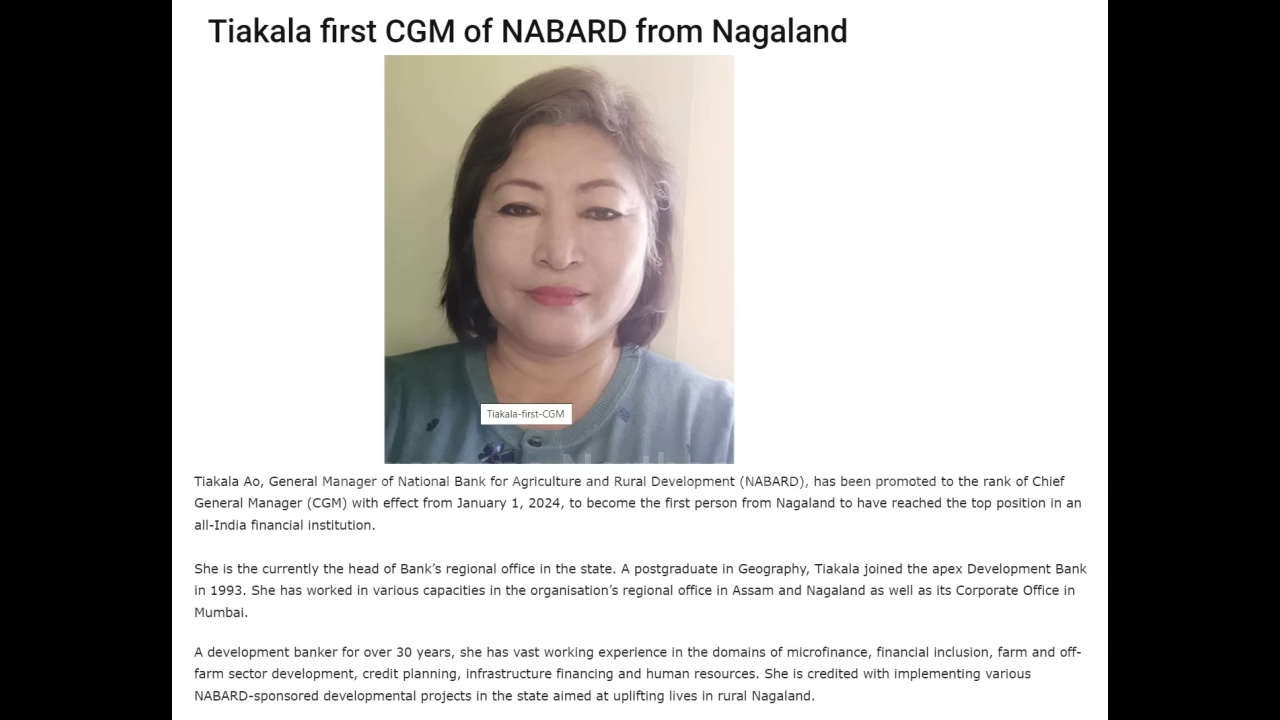 Tiakala first CGM of NABARD from Nagaland
Tiakala-first-CGM
Tiakala Ao, General Manager of National Bank for Agriculture and Rural Development (NABARD), has been promoted to the rank of Chief
General Manager (CGM) with effect from January 1, 2024, to become the first person from Nagaland to have reached the top position in an
all-India financial institution.
She is the currently the head of Bank’s regional office in the state. A postgraduate in Geography, Tiakala joined the apex Development Bank
in 1993. She has worked in various capacities in the organisation’s regional office in Assam and Nagaland as well as its Corporate Office in
Mumbai.
A development banker for over 30 years, she has vast working experience in the domains of microfinance, financial inclusion, farm and off-
farm sector development, credit planning, infrastructure financing and human resources. She is credited with implementing various
NABARD-sponsored developmental projects in the state aimed at uplifting lives in rural Nagaland.